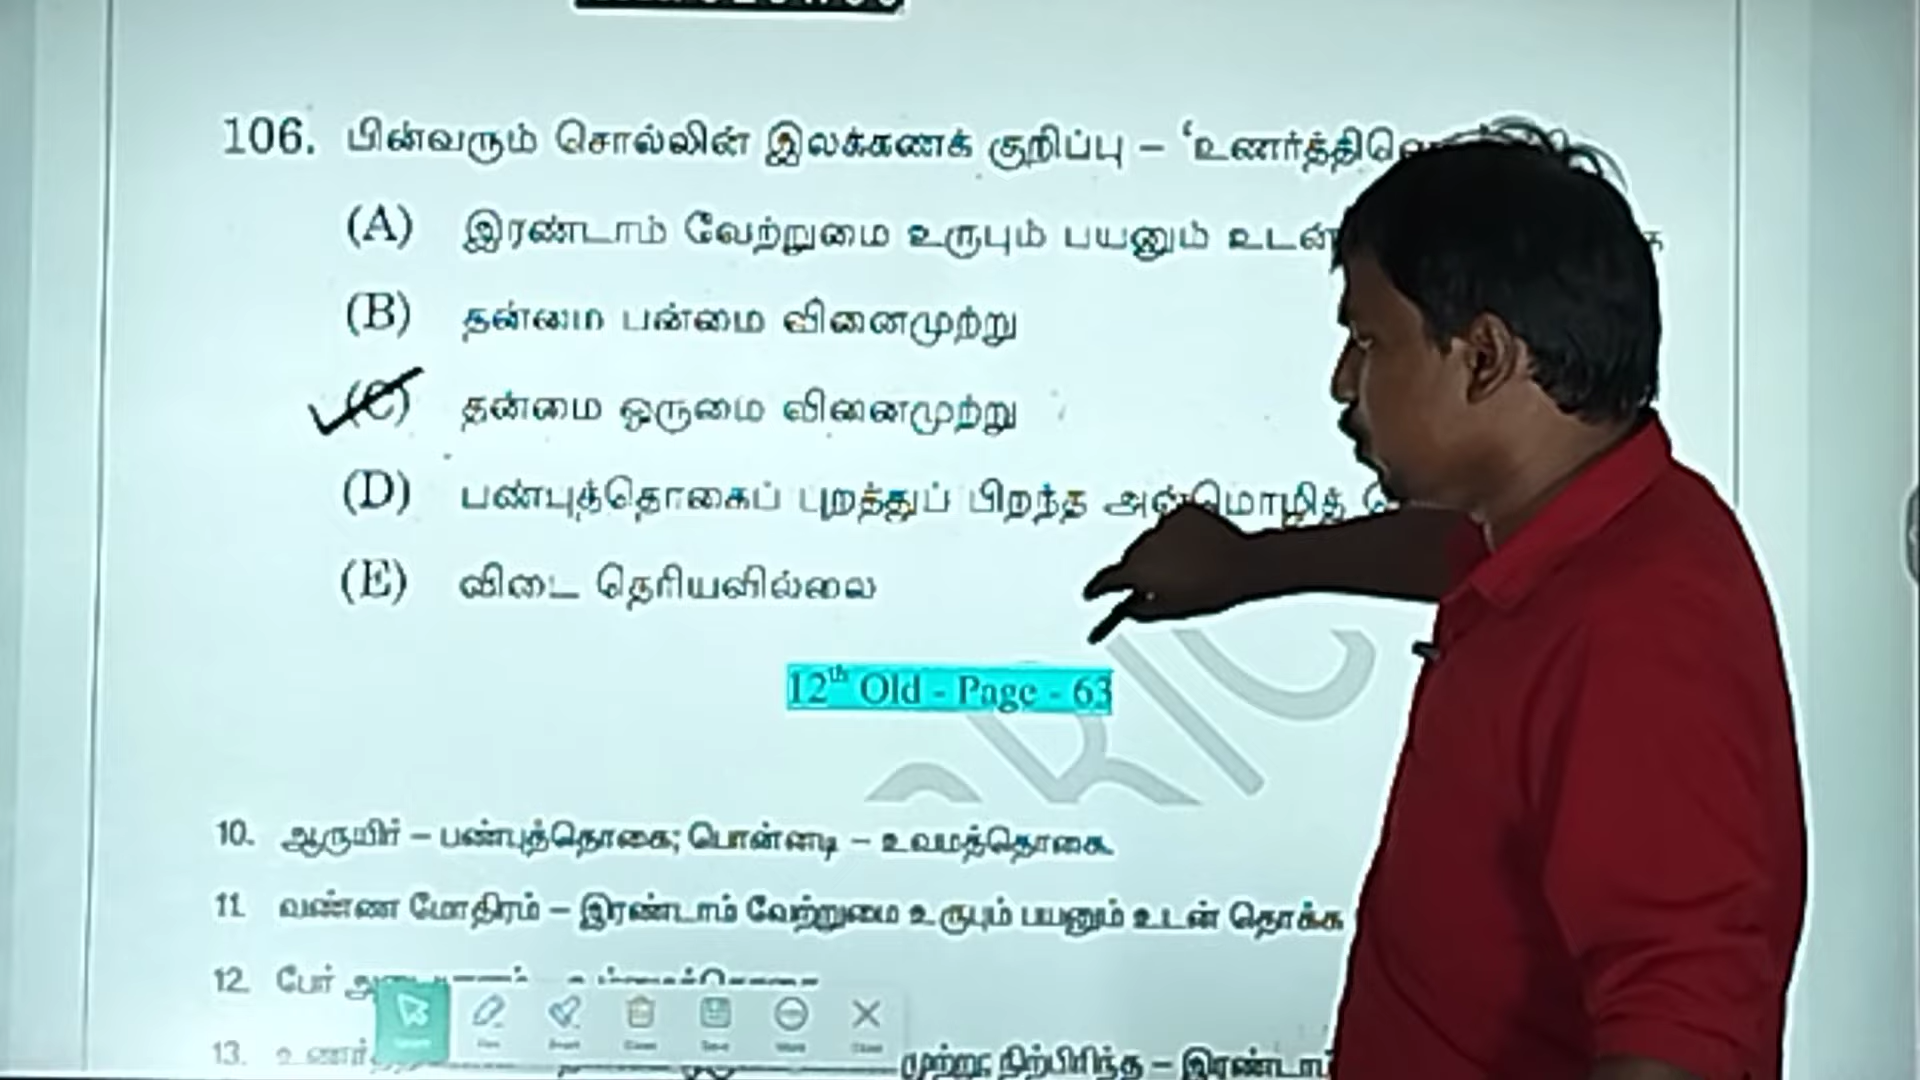 106. பின்வரும் சொல்லின் இலக்கணக் குறிப்பு –
(A) இரண்டாம் வேற்றுமை உருபும் பயனும் உடன்
(B) தன்மை பன்மை வினைமுற்று
(C) தன்மை ஒருமை வினைமுற்று
(D) பண்புத்தொகைப் புறத்துப் பிறந்த அன்மொழித்
(E) விடை தெரியவில்லை
12th Old - Page - 63
10. ஆருயிர் – பண்புத்தொகை; பொன்னடி – உவமத்தொகை.
11. வண்ண மோதிரம் – இரண்டாம் வேற்றுமை உருபும் பயனும் உடன் தொக்க
12. பேர்
13. முற்று; நிற்பிரிந்த –